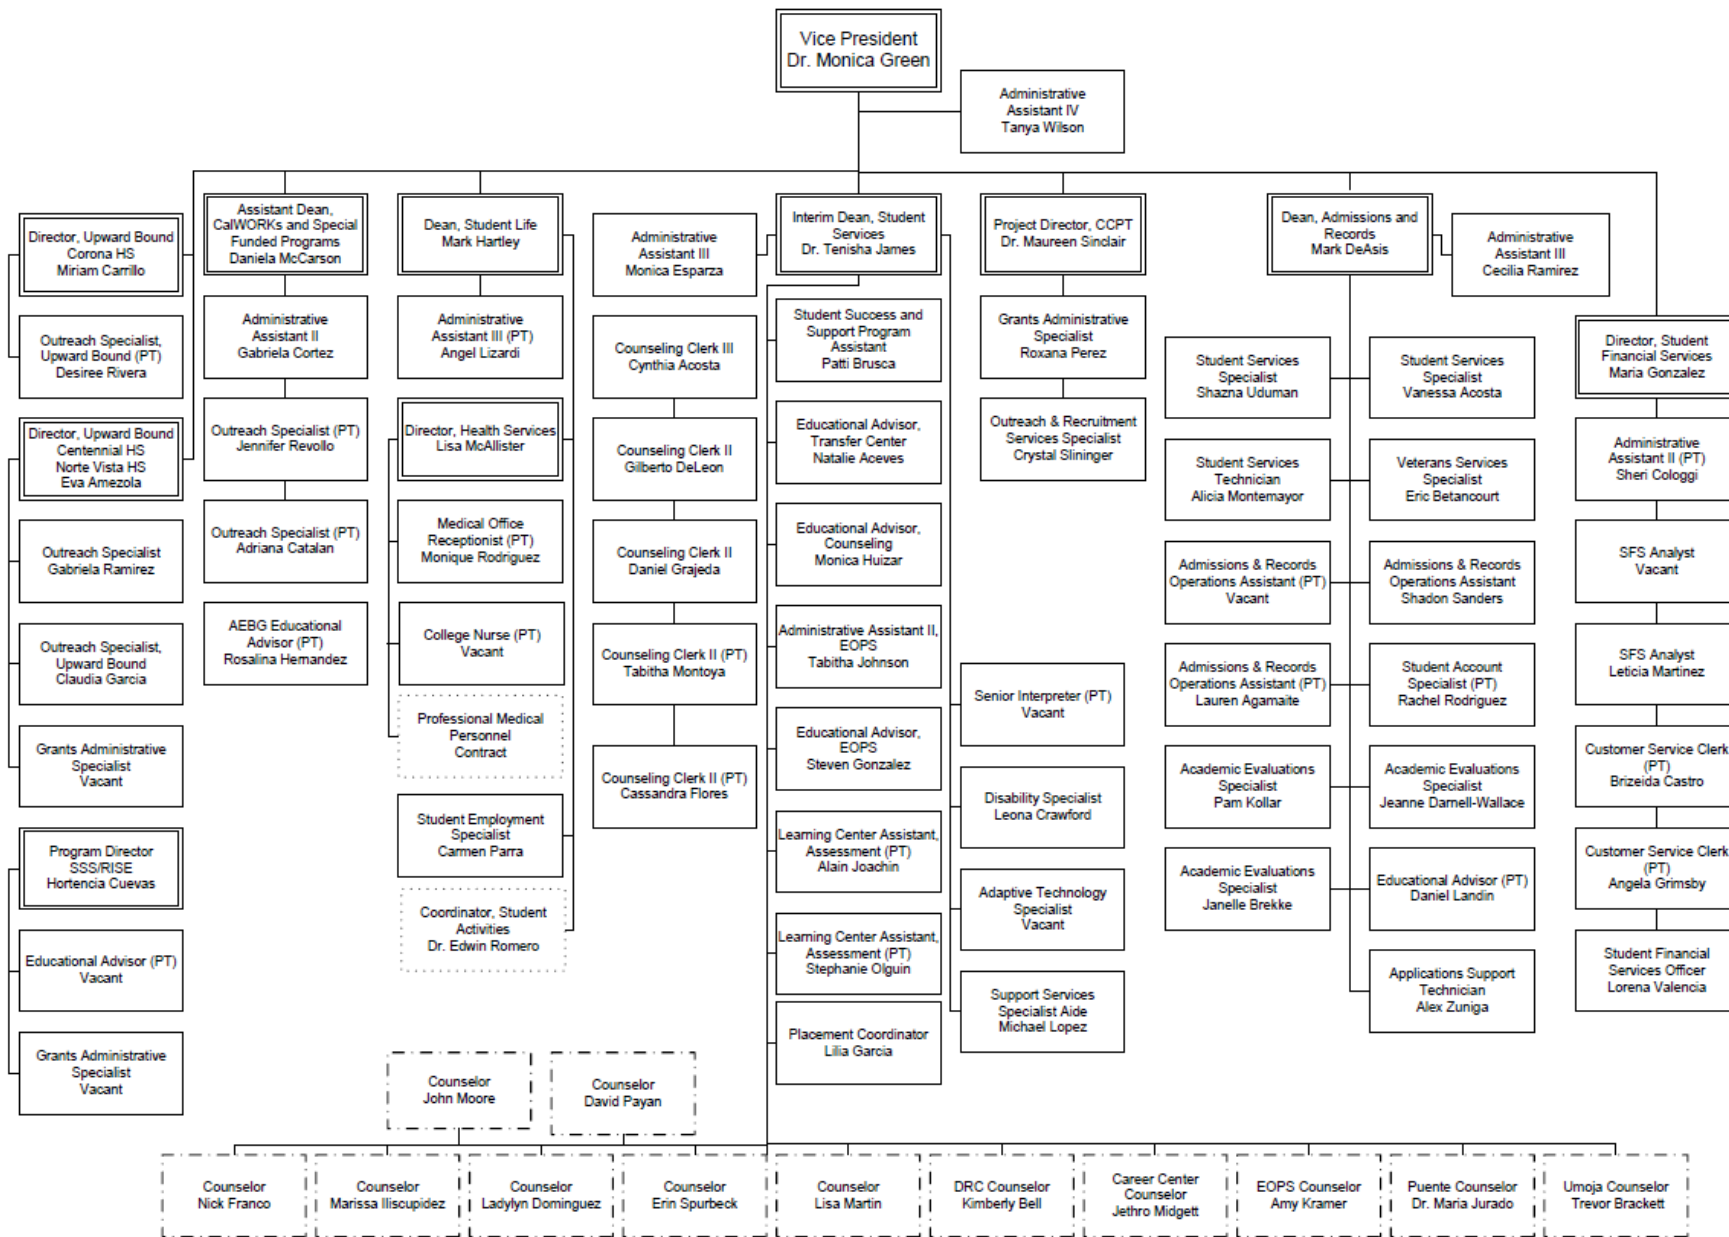 Vice President
Dr. Monica Green
Administrative
Assistant IV
Tanya Wilson
Director, Upward Bound
Corona HS
Miriam Carrillo
Outreach Specialist,
Upward Bound (PT)
Desiree Rivera
Director, Upward Bound
Centennial HS
Norte Vista HS
Eva Amezola
Outreach Specialist
Gabriela Ramirez
Outreach Specialist,
Upward Bound
Claudia Garcia
Grants Administrative
Specialist
Vacant
Program Director
SSS/RISE
Hortencia Cuevas
Educational Advisor (PT)
Vacant
Grants Administrative
Specialist
Vacant
Assistant Dean,
CalWORKs and Special
Funded Programs
Daniela McCarson
Administrative
Assistant II
Gabriela Cortez
Outreach Specialist (PT)
Jennifer Revollo
Outreach Specialist (PT)
Adriana Catalan
AEBG Educational
Advisor (PT)
Rosalina Hernandez
Dean, Student Life
Mark Hartley
Administrative
Assistant III (PT)
Angel Lizardi
Director, Health Services
Lisa McAllister
Medical Office
Receptionist (PT)
Monique Rodriguez
College Nurse (PT)
Vacant
Professional Medical
Personnel
Contract
Student Employment
Specialist
Carmen Parra
Coordinator, Student
Activities
Dr. Edwin Romero
Administrative
Assistant III
Monica Esparza
Counseling Clerk III
Cynthia Acosta
Counseling Clerk II
Gilberto DeLeon
Counseling Clerk II
Daniel Grajeda
Counseling Clerk II (PT)
Tabitha Montoya
Counseling Clerk II (PT)
Cassandra Flores
Interim Dean, Student
Services
Dr. Tenisha James
Student Success and
Support Program
Assistant
Patti Brusca
Educational Advisor,
Transfer Center
Natalie Aceves
Educational Advisor,
Counseling
Monica Huizar
Administrative Assistant II,
EOPS
Tabitha Johnson
Educational Advisor,
EOPS
Steven Gonzalez
Learning Center Assistant,
Assessment (PT)
Alain Joachin
Learning Center Assistant,
Assessment (PT)
Stephanie Olguin
Placement Coordinator
Lilia Garcia
Project Director, CCPT
Dr. Maureen Sinclair
Grants Administrative
Specialist
Roxana Perez
Outreach & Recruitment
Services Specialist
Crystal Slininger
Senior Interpreter (PT)
Vacant
Disability Specialist
Leona Crawford
Adaptive Technology
Specialist
Vacant
Support Services
Specialist Aide
Michael Lopez
Dean, Admissions and
Records
Mark DeAsis
Administrative
Assistant III
Cecilia Ramirez
Student Services
Specialist
Shazna Uduman
Student Services
Specialist
Vanessa Acosta
Student Services
Technician
Alicia Montemayor
Veterans Services
Specialist
Eric Betancourt
Admissions & Records
Operations Assistant (PT)
Vacant
Admissions & Records
Operations Assistant
Shadon Sanders
Admissions & Records
Operations Assistant (PT)
Lauren Agamaite
Student Account
Specialist (PT)
Rachel Rodriguez
Academic Evaluations
Specialist
Pam Kollar
Academic Evaluations
Specialist
Jeanne Darnell-Wallace
Academic Evaluations
Specialist
Janelle Brekke
Educational Advisor (PT)
Daniel Landin
Applications Support
Technician
Alex Zuniga
Director, Student
Financial Services
Maria Gonzalez
Administrative
Assistant II (PT)
Sheri Cologgi
SFS Analyst
Vacant
SFS Analyst
Leticia Martinez
Customer Service Clerk
(PT)
Brizeida Castro
Customer Service Clerk
(PT)
Angela Grimsby
Student Financial
Services Officer
Lorena Valencia
Counselor
John Moore
Counselor
David Payan
Counselor
Nick Franco
Counselor
Marissa Iliscupidez
Counselor
Ladylyn Dominguez
Counselor
Erin Spurbeck
Counselor
Lisa Martin
DRC Counselor
Kimberly Bell
Career Center
Counselor
Jethro Midgett
EOPS Counselor
Amy Kramer
Puente Counselor
Dr. Maria Jurado
Umoja Counselor
Trevor Brackett